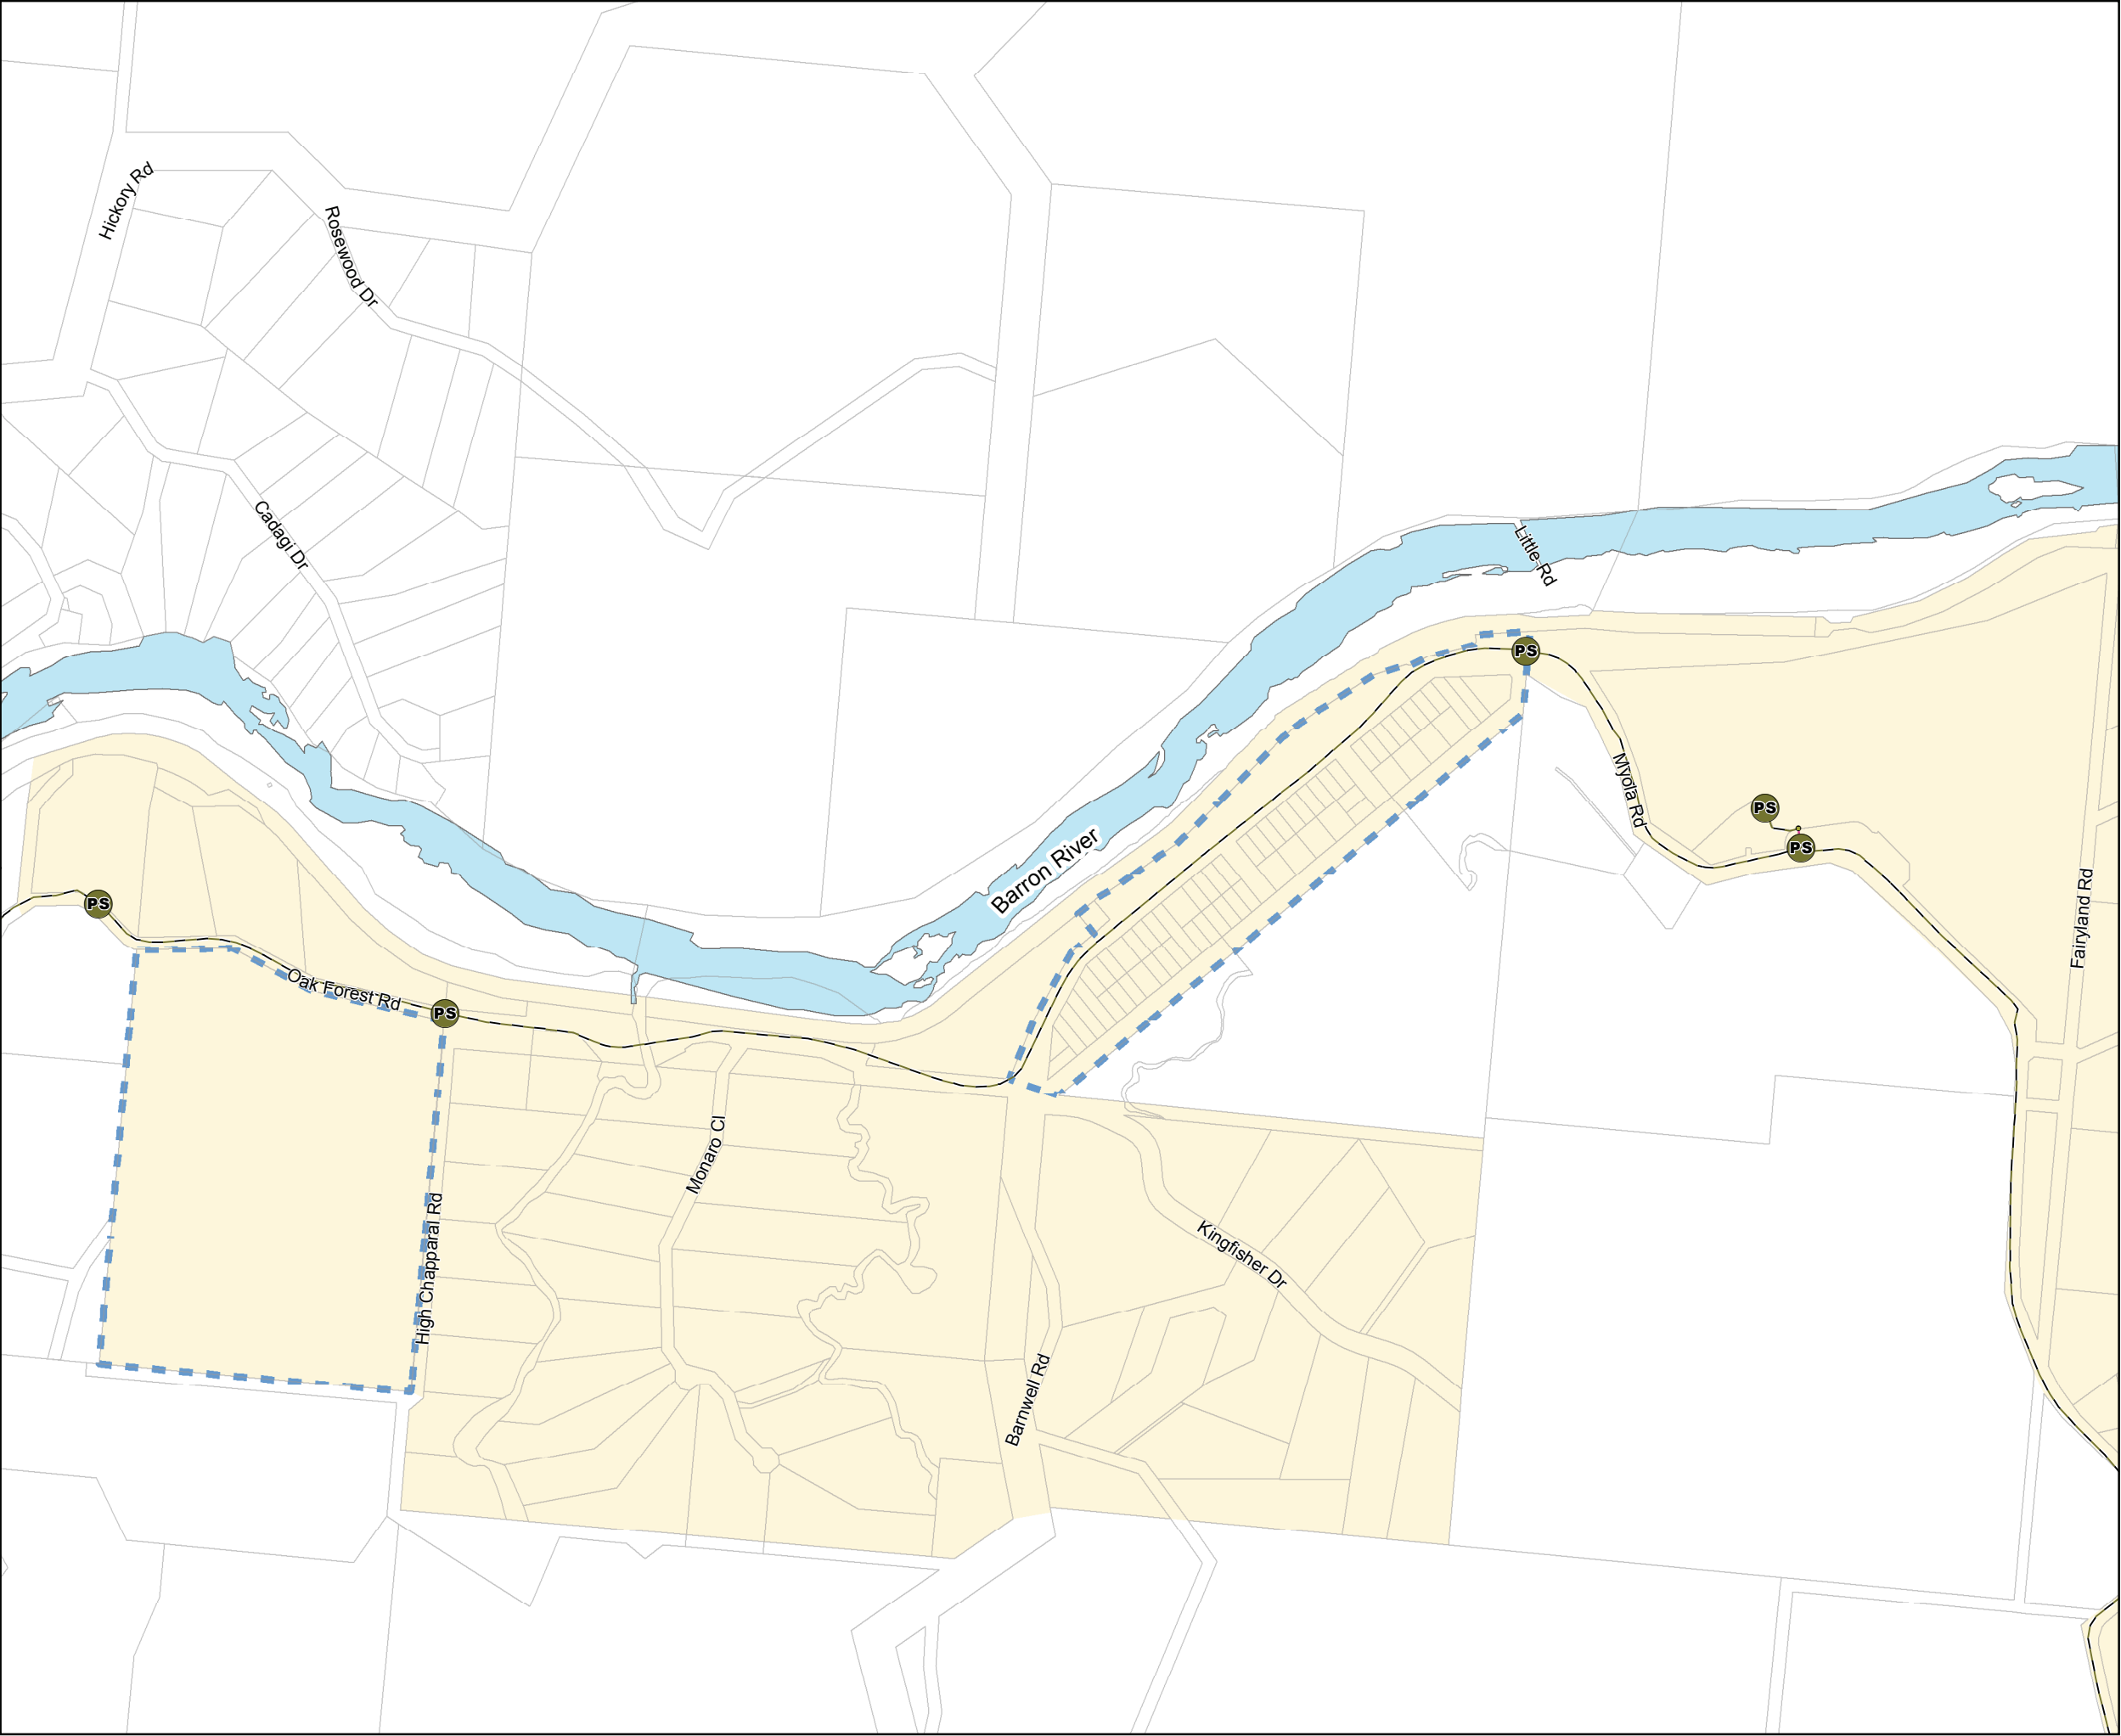 Hickory Rd
Rosewood Dr
Cadagi Dr
Little Rd
PS
Myola Rd
PS
PS
Barron River
Fairyland Rd
PS
Oak Forest Rd
PS
Monaro Cl
High Chapparal Rd
Kingfisher Dr
Barnwell Rd